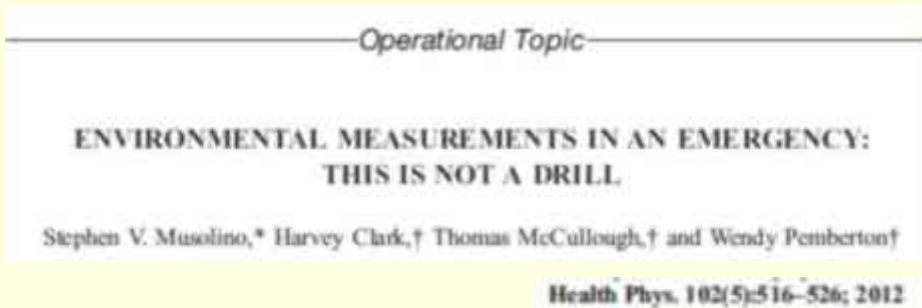 Operational Topic
ENVIRONMENTAL MEASUREMENTS IN AN EMERGENCY:
THIS IS NOT A DRILL
Stephen V. Musolino,* Harvey Clark,† Thomas McCullough,† and Wendy Pemberton†
Health Phys. 102(5):516–526; 2012